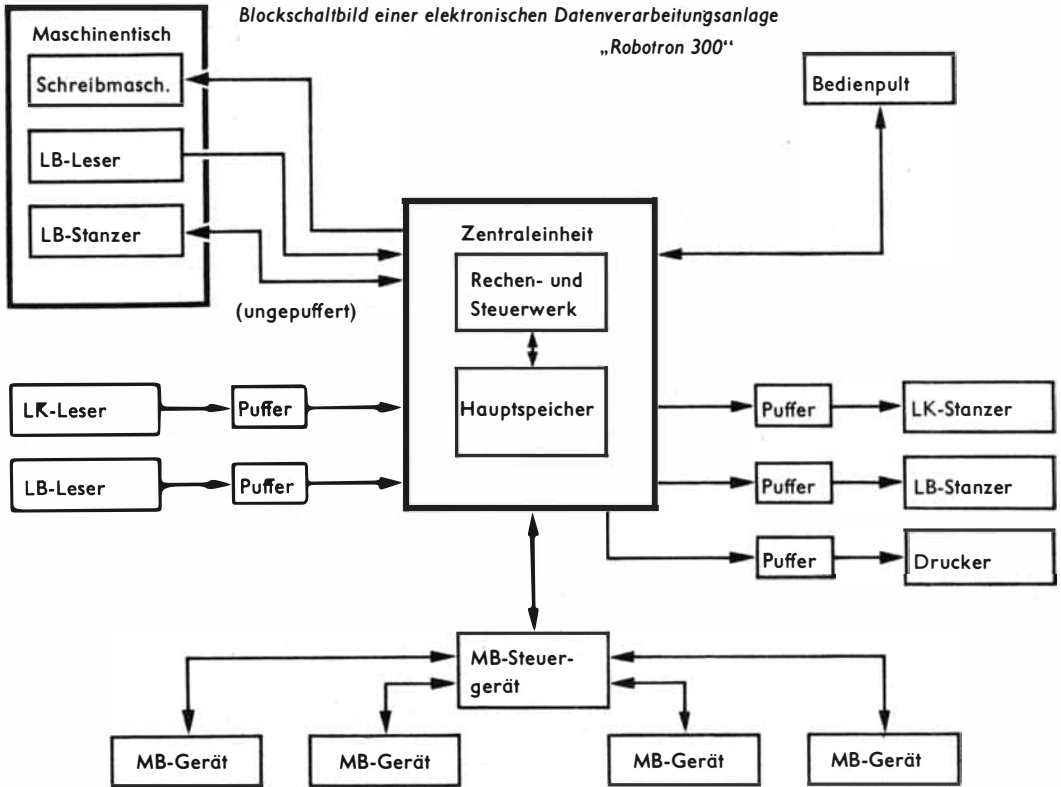 Blockschaltbild einer elektronischen Datenverarbeitungsanlage
„Robotron 300“
Maschinentisch
Schreibmasch.
LB-Leser
LB-Stanzer
(ungepuffert)
Bedienpult
Zentraleinheit
Rechen- und
Steuerwerk
Hauptspeicher
LK-Leser
Puffer
LB-Leser
Puffer
Puffer
LK-Stanzer
Puffer
LB-Stanzer
Puffer
Drucker
MB-Steuer-
gerät
MB-Gerät
MB-Gerät
MB-Gerät
MB-Gerät